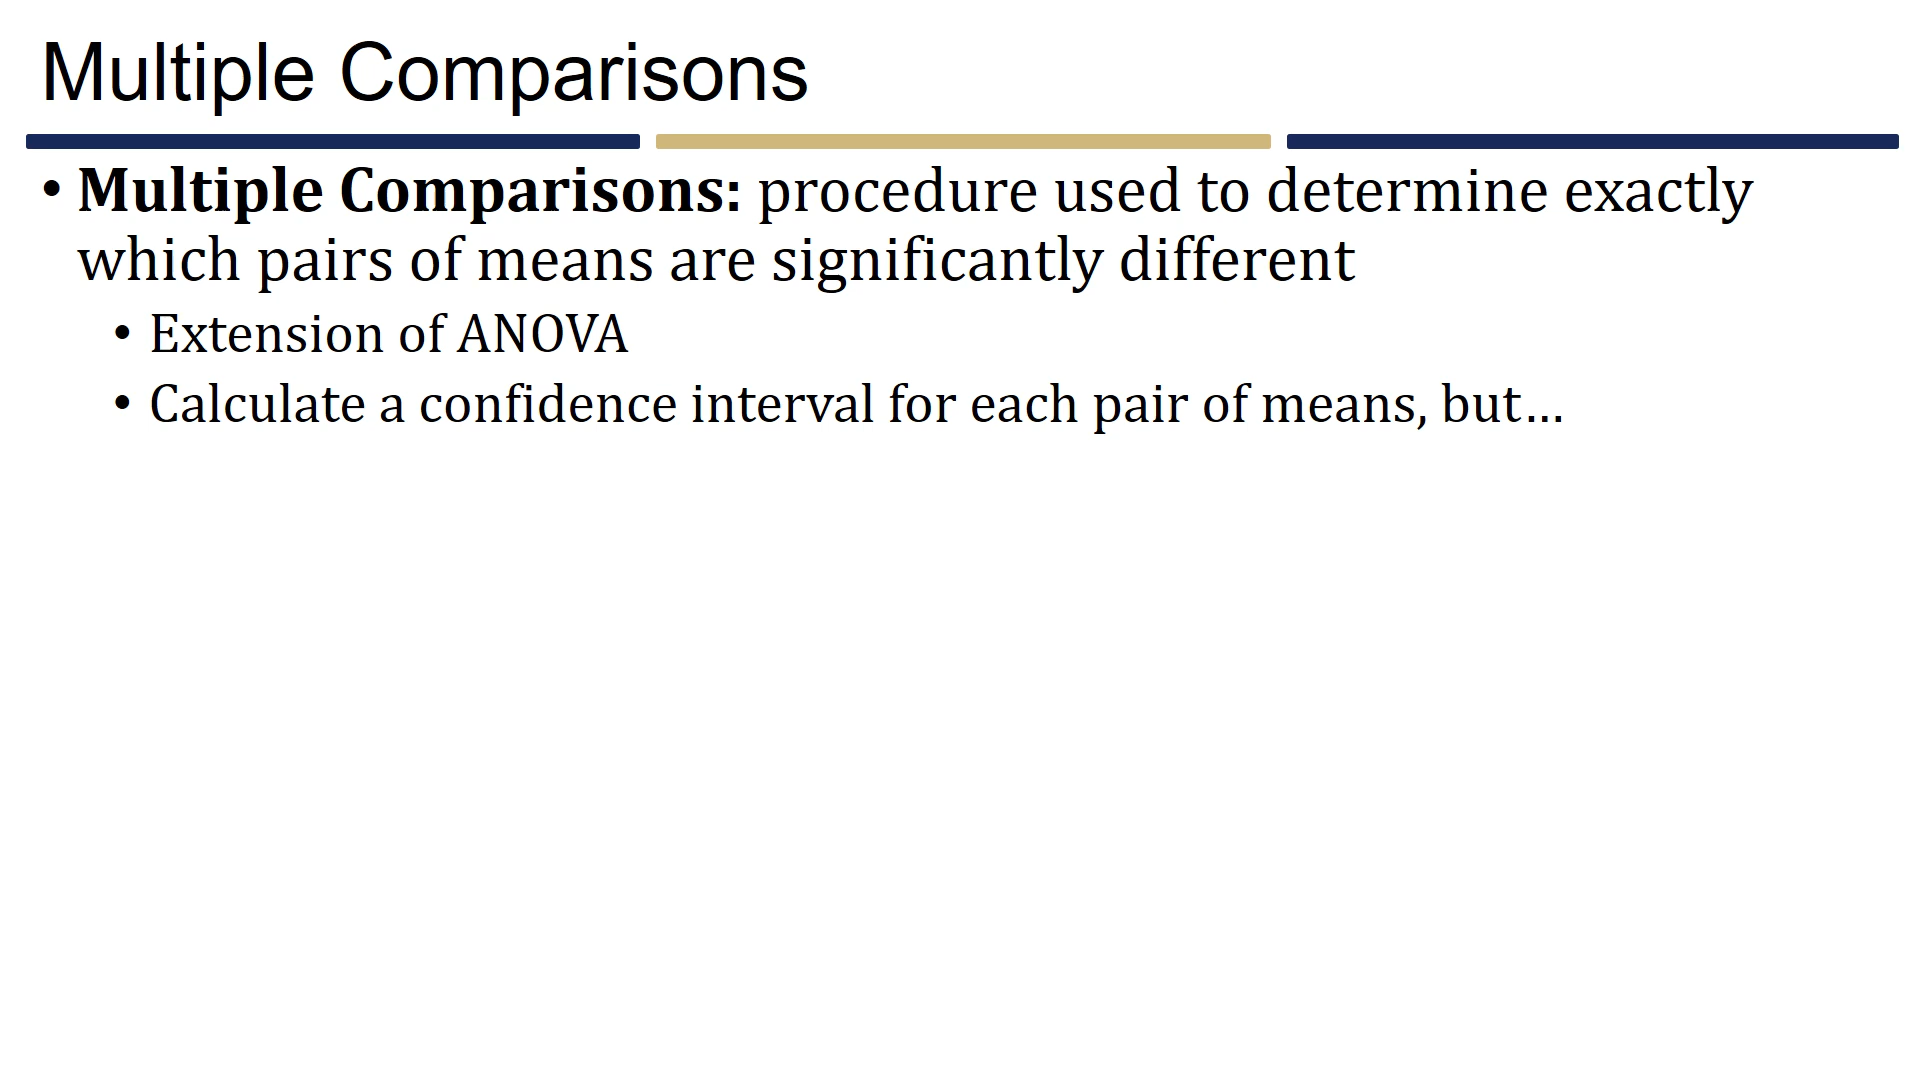 Multiple Comparisons
• Multiple Comparisons: procedure used to determine exactly
which pairs of means are significantly different
• Extension of ANOVA
• Calculate a confidence interval for each pair of means, but…